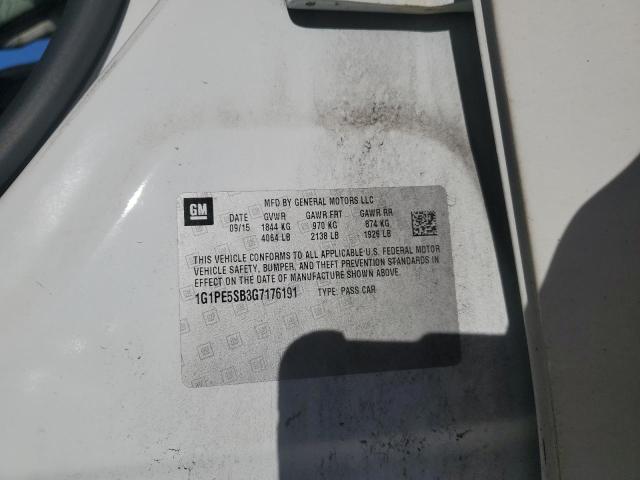 GM
MFD BY GENERAL MOTORS LLC
DATE GVWR GAWR FRT GAWR RR
09/15 1844 KG 970 KG 874 KG
4064 LB 2138 LB 1926 LB
THIS VEHICLE CONFORMS TO ALL APPLICABLE U.S. FEDERAL MOTOR
VEHICLE SAFETY, BUMPER, AND THEFT PREVENTION STANDARDS IN
EFFECT ON THE DATE OF MANUFACTURE SHOWN ABOVE.
1G1PE5SB3G7176191 TYPE: PASS CAR